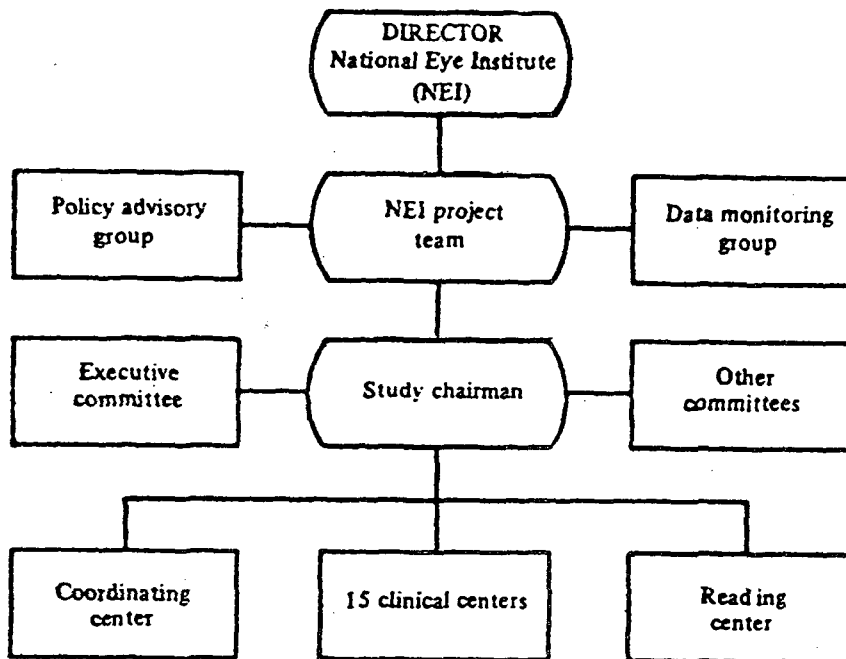 DIRECTOR
National Eye Institute
(NEI)
Policy advisory
group
NEI project
team
Data monitoring
group
Executive
committee
Study chairman
Other
committees
Coordinating
center
15 clinical centers
Reading
center